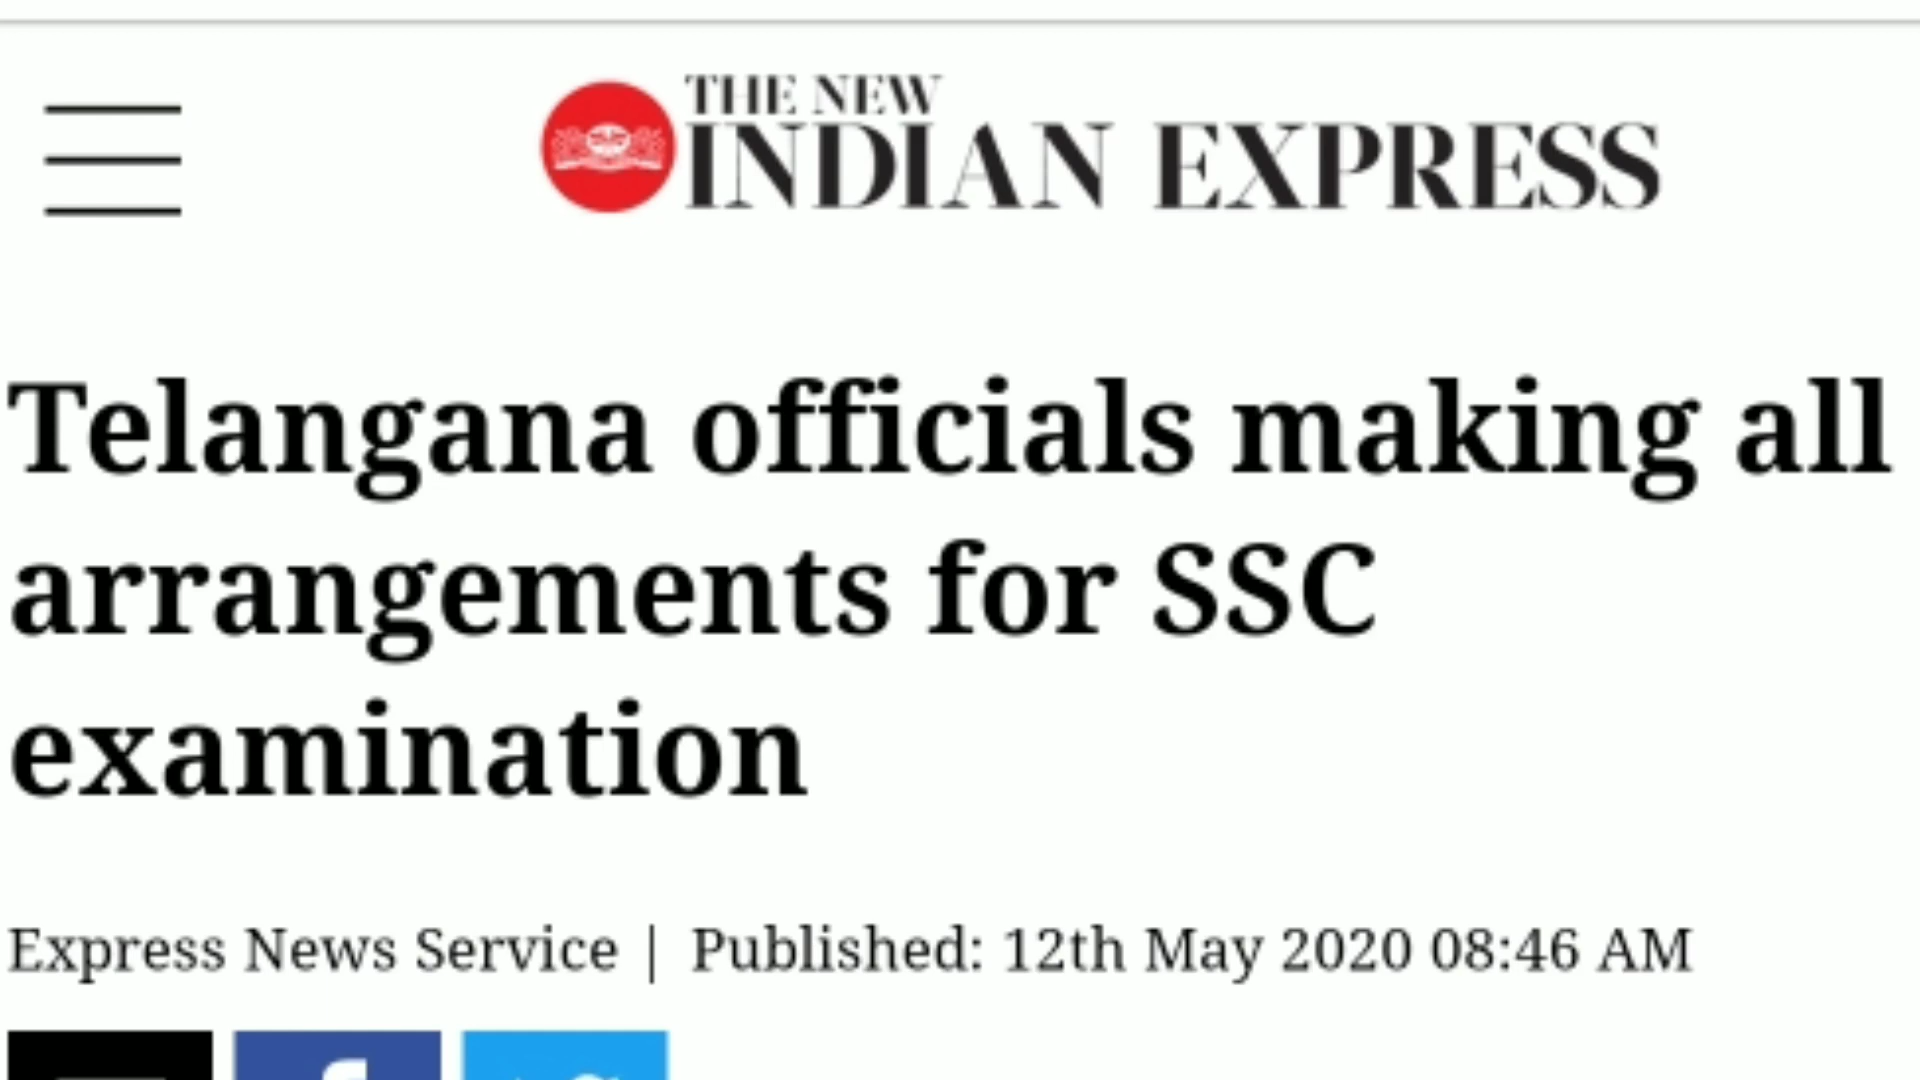 THE NEW
INDIAN EXPRESS
Telangana officials making all
arrangements for SSC
examination
Express News Service | Published: 12th May 2020 08:46 AM